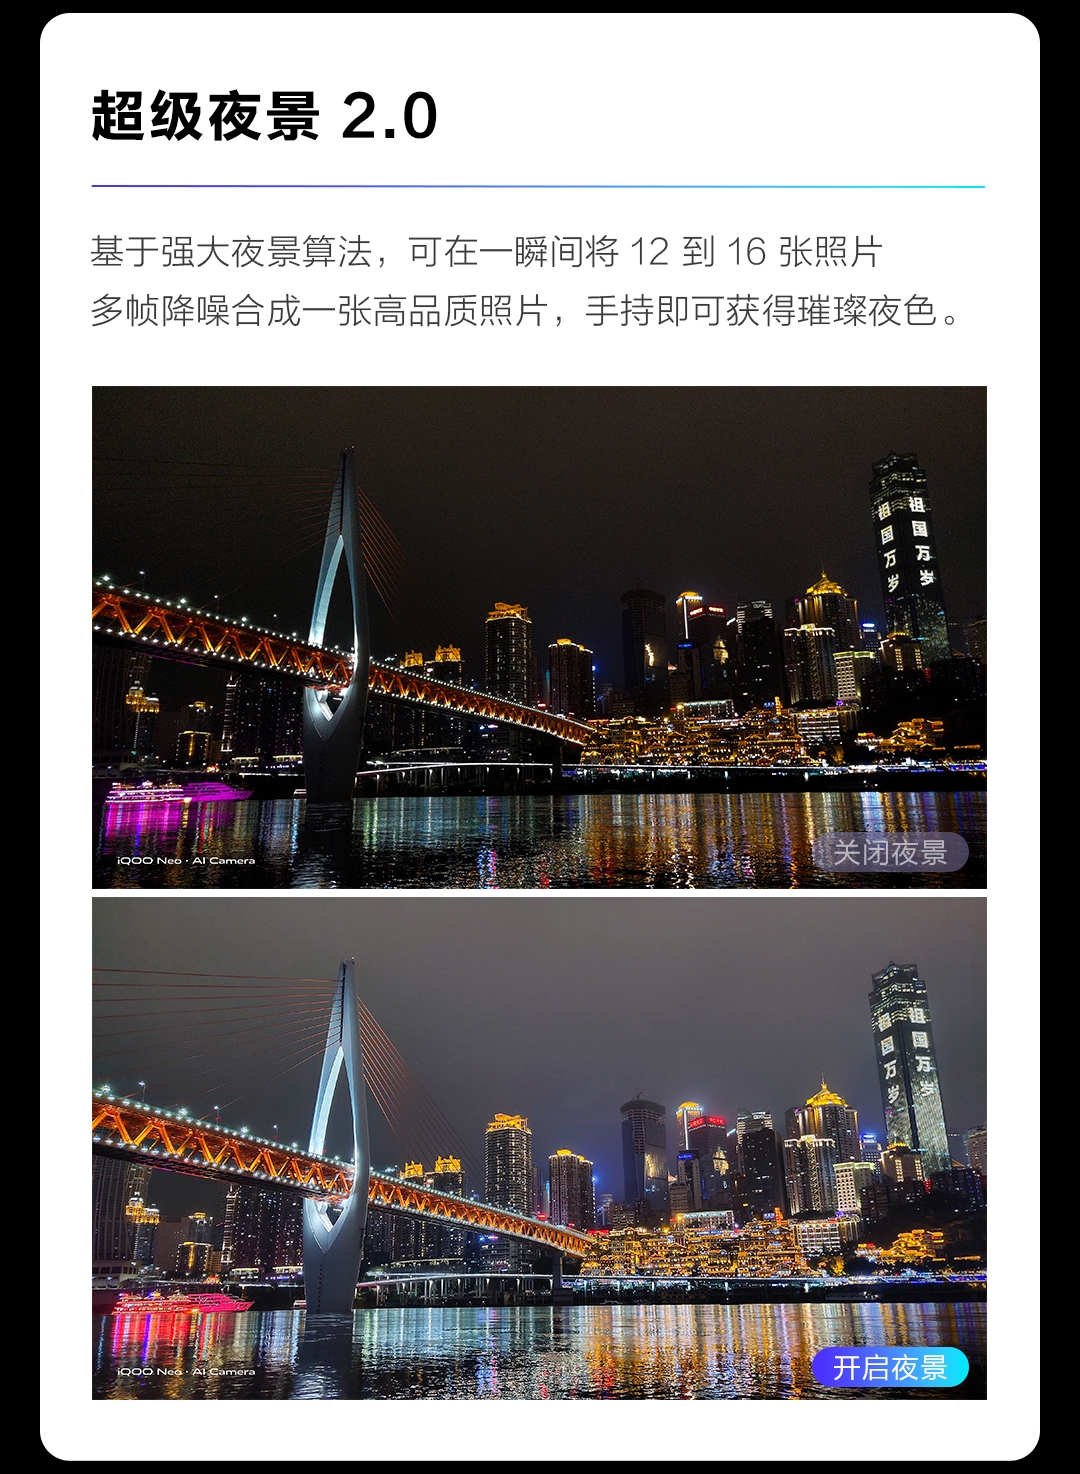 超级夜景 2.0
基于强大夜景算法，可在一瞬间将 12 到 16 张照片
多帧降噪合成一张高品质照片，手持即可获得璀璨夜色。
祖国万岁
祖国万岁
iQOO Neo · AI Camera
关闭夜景
祖国万岁
祖国万岁
iQOO Neo · AI Camera
开启夜景